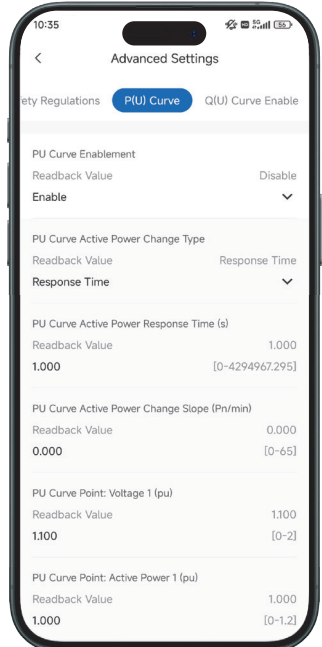 10:35
5G
56
Advanced Settings
ety Regulations P(U) Curve Q(U) Curve Enable
PU Curve Enablement
Readback Value Disable
Enable
PU Curve Active Power Change Type
Readback Value Response Time
Response Time
PU Curve Active Power Response Time (s)
Readback Value 1.000
1.000 [0-4294967.295]
PU Curve Active Power Change Slope (Pn/min)
Readback Value 0.000
0.000 [0-65]
PU Curve Point: Voltage 1 (pu)
Readback Value 1.100
1.100 [0-2]
PU Curve Point: Active Power 1 (pu)
Readback Value 1.000
1.000 [0-1.2]